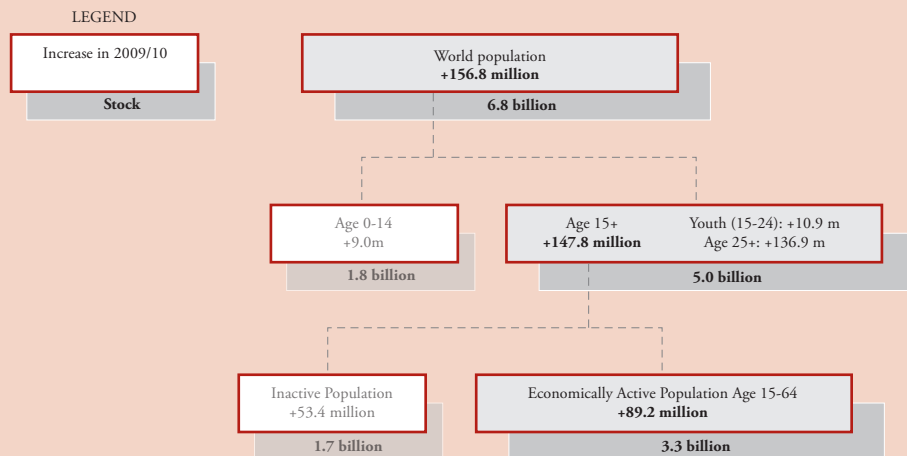 LEGEND
Increase in 2009/10
Stock
World population
+156.8 million
6.8 billion
Age 0-14
+9.0m
1.8 billion
Age 15+
+147.8 million
Youth (15-24): +10.9 m
Age 25+: +136.9 m
5.0 billion
Inactive Population
+53.4 million
1.7 billion
Economically Active Population Age 15-64
+89.2 million
3.3 billion